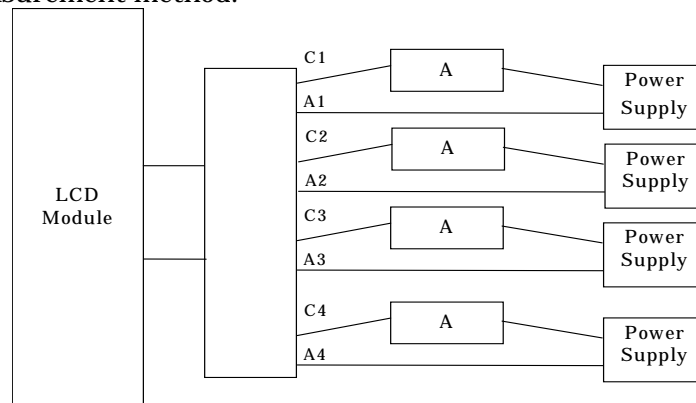 asurement method.
C1
A
Power
Supply
A1
C2
A
Power
Supply
A2
LCD
Module
C3
A
Power
Supply
A3
C4
A
Power
Supply
A4